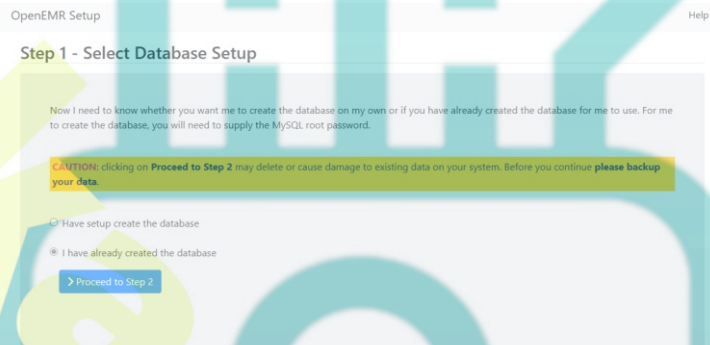 OpenEMR Setup
Help
Step 1 - Select Database Setup
Now I need to know whether you want me to create the database on my own or if you have already created the database for me to use. For me
to create the database, you will need to supply the MySQL root password.
CAUTION: clicking on Proceed to Step 2 may delete or cause damage to existing data on your system. Before you continue please backup
your data.
Have setup create the database
I have already created the database
Proceed to Step 2